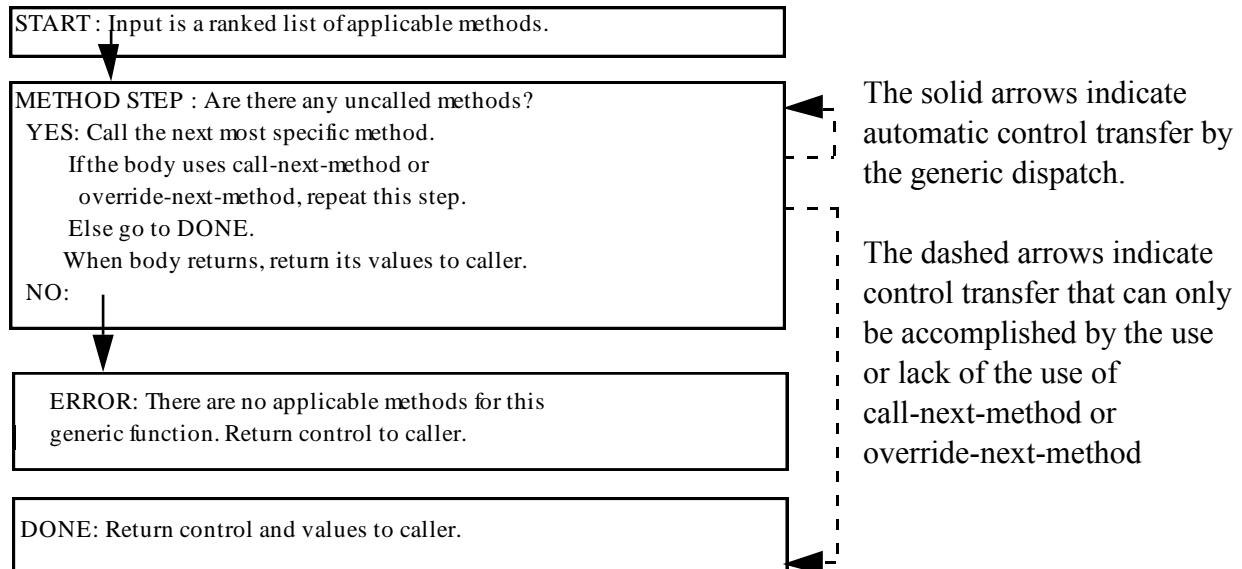 START : Input is a ranked list of applicable methods.
METHOD STEP : Are there any uncalled methods?
YES: Call the next most specific method.
If the body uses call-next-method or
override-next-method, repeat this step.
Else go to DONE.
When body returns, return its values to caller.
NO:
ERROR: There are no applicable methods for this
generic function. Return control to caller.
DONE: Return control and values to caller.
The solid arrows indicate
automatic control transfer by
the generic dispatch.
The dashed arrows indicate
control transfer that can only
be accomplished by the use
or lack of the use of
call-next-method or
override-next-method